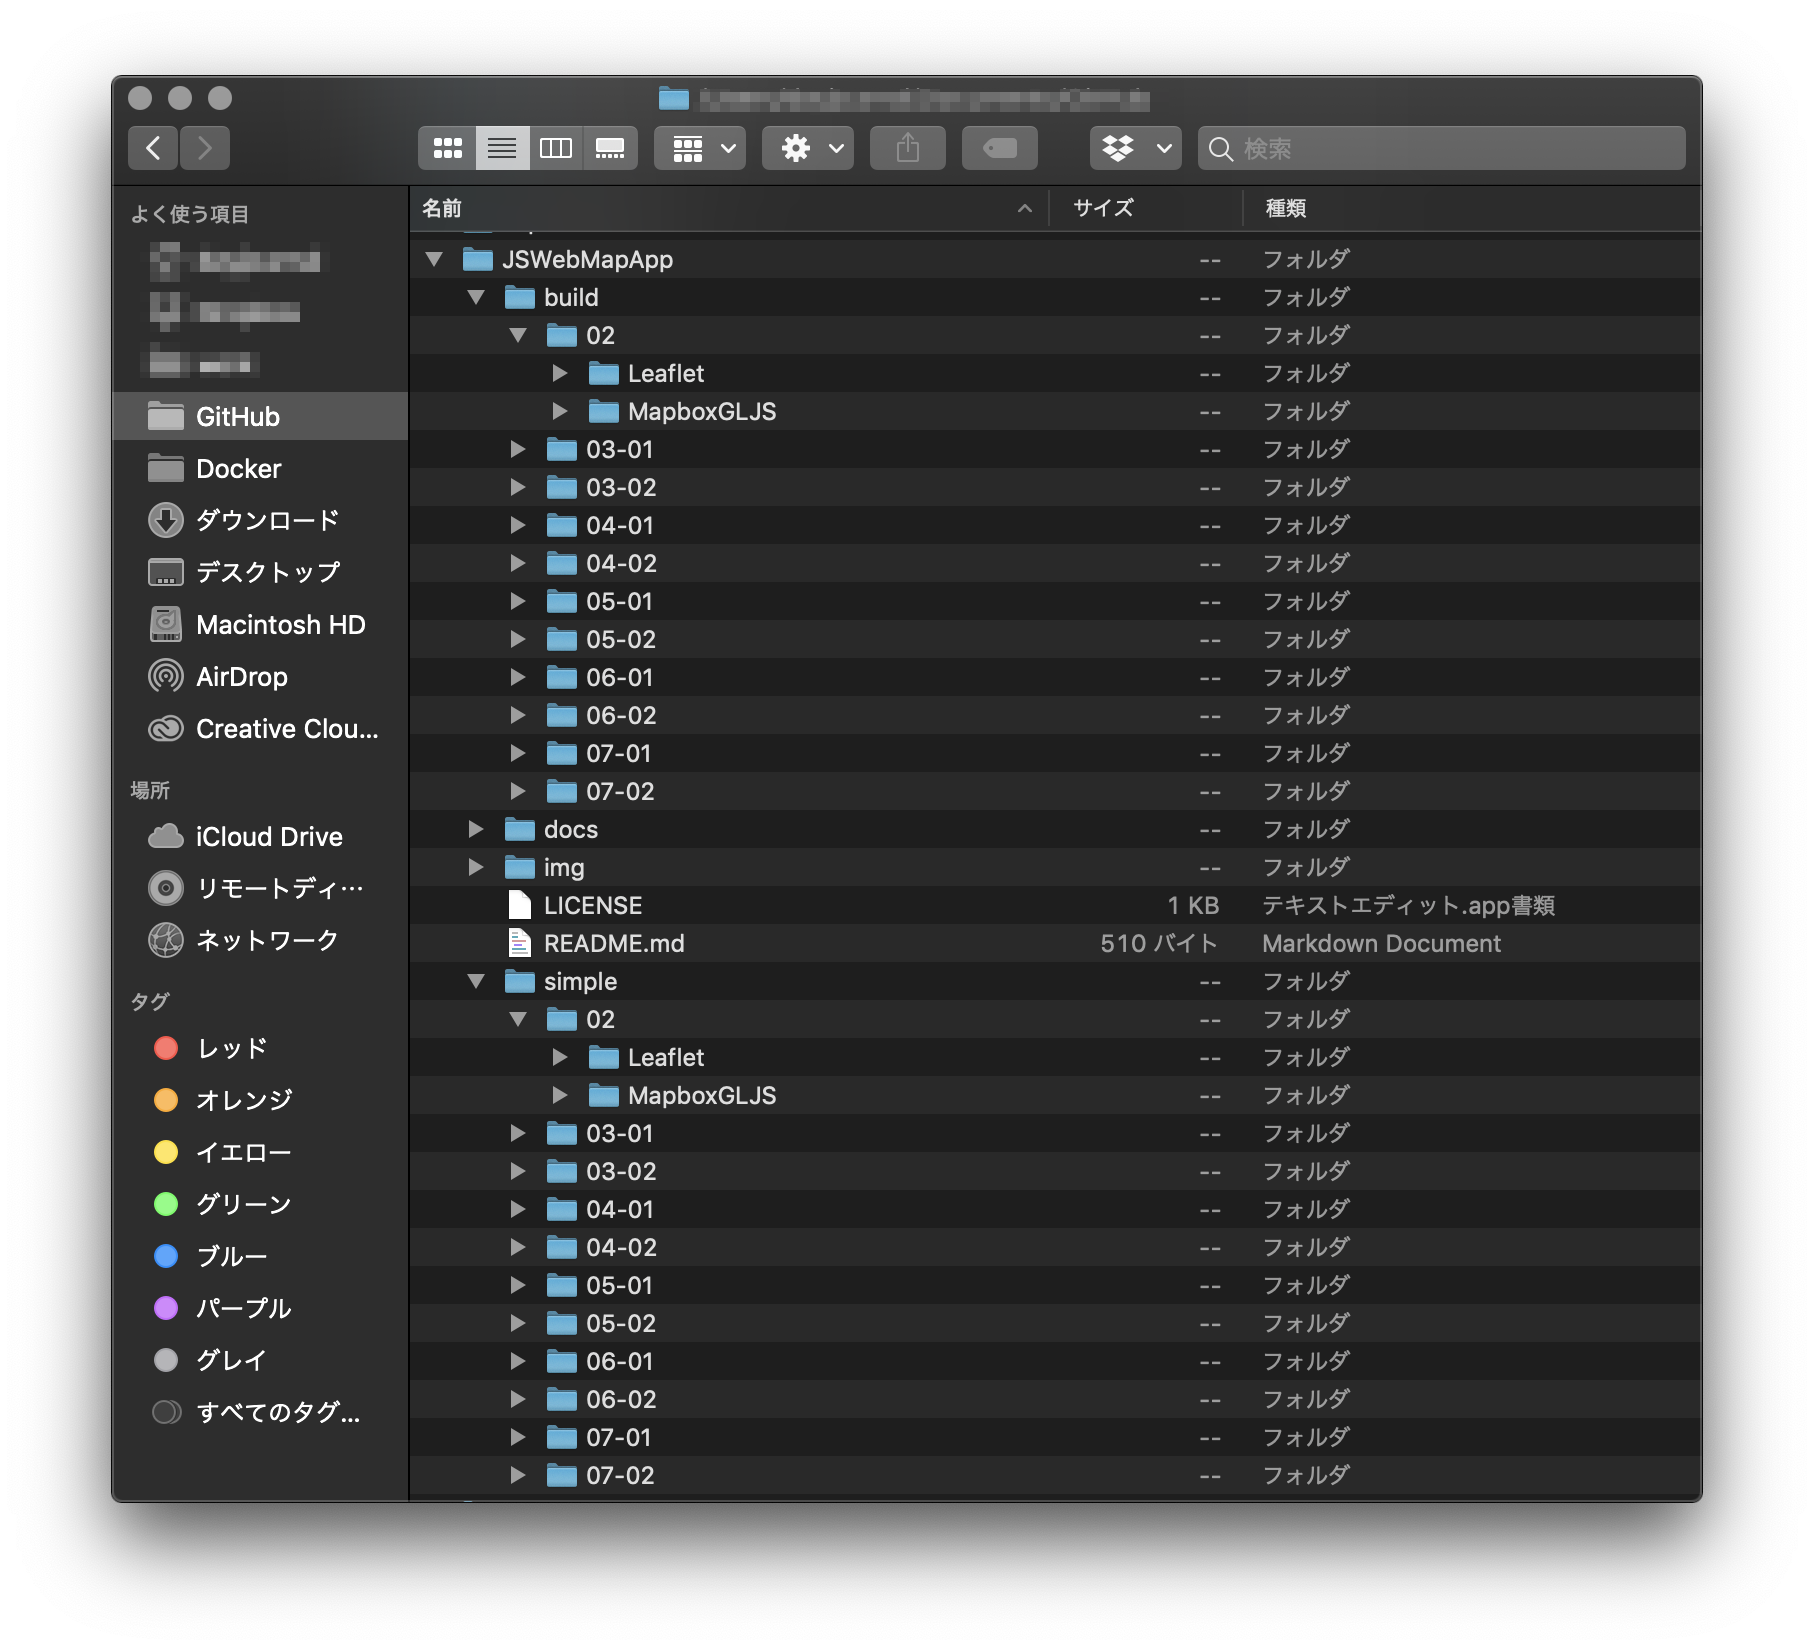 検索
よく使う項目
GitHub
Docker
ダウンロード
デスクトップ
Macintosh HD
AirDrop
Creative Clou...
場所
iCloud Drive
リモートディ…
ネットワーク
タグ
レッド
オレンジ
イエロー
グリーン
ブルー
パープル
グレイ
すべてのタグ...
名前 サイズ 種類
JSWebMapApp -- フォルダ
build -- フォルダ
02 -- フォルダ
Leaflet -- フォルダ
MapboxGLJS -- フォルダ
03-01 -- フォルダ
03-02 -- フォルダ
04-01 -- フォルダ
04-02 -- フォルダ
05-01 -- フォルダ
05-02 -- フォルダ
06-01 -- フォルダ
06-02 -- フォルダ
07-01 -- フォルダ
07-02 -- フォルダ
docs -- フォルダ
img -- フォルダ
LICENSE 1 KB テキストエディット.app書類
README.md 510 バイト Markdown Document
simple -- フォルダ
02 -- フォルダ
Leaflet -- フォルダ
MapboxGLJS -- フォルダ
03-01 -- フォルダ
03-02 -- フォルダ
04-01 -- フォルダ
04-02 -- フォルダ
05-01 -- フォルダ
05-02 -- フォルダ
06-01 -- フォルダ
06-02 -- フォルダ
07-01 -- フォルダ
07-02 -- フォルダ